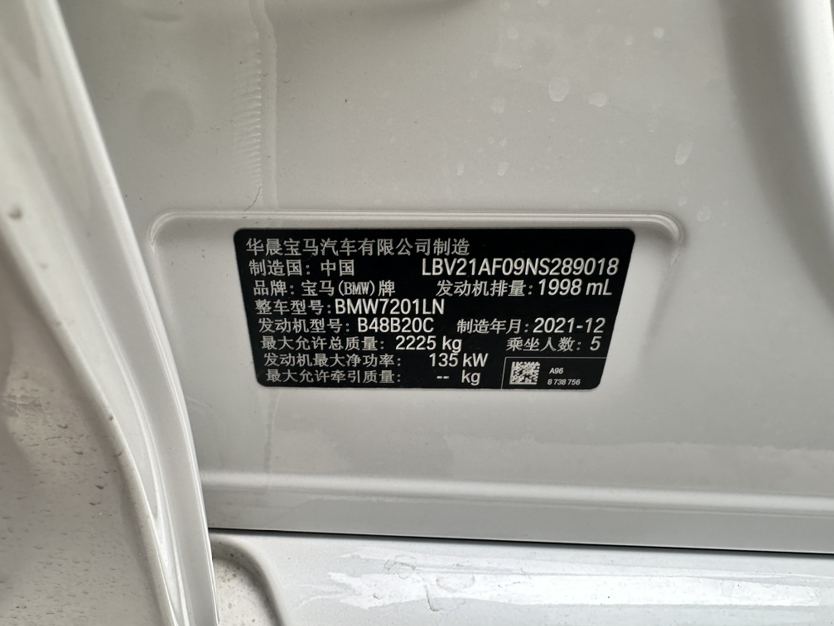 华晨宝马汽车有限公司制造
制造国：中国 LBV21AF09NS289018
品牌：宝马(BMW)牌 发动机排量：1998 mL
整车型号：BMW7201LN
发动机型号：B48B20C 制造年月：2021-12
最大允许总质量：2225 kg 乘坐人数：5
发动机最大净功率：135 kW
最大允许牵引质量：-- kg
A96
8 738 756